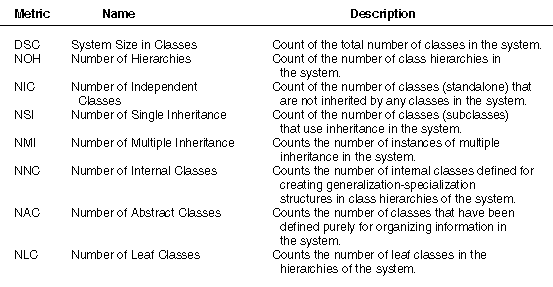 Metric Name Description
DSC System Size in Classes Count of the total number of classes in the system.
NOH Number of Hierarchies Count of the number of class hierarchies in
the system.
NIC Number of Independent Count of the number of classes (standalone) that
Classes are not inherited by any classes in the system.
NSI Number of Single Inheritance Count of the number of classes (subclasses)
that use inheritance in the system.
NMI Number of Multiple Inheritance Counts the number of instances of multiple
inheritance in the system.
NNC Number of Internal Classes Counts the number of internal classes defined for
creating generalization-specialization
structures in class hierarchies of the system.
NAC Number of Abstract Classes Counts the number of classes that have been
defined purely for organizing information in
the system.
NLC Number of Leaf Classes Counts the number of leaf classes in the
hierarchies of the system.